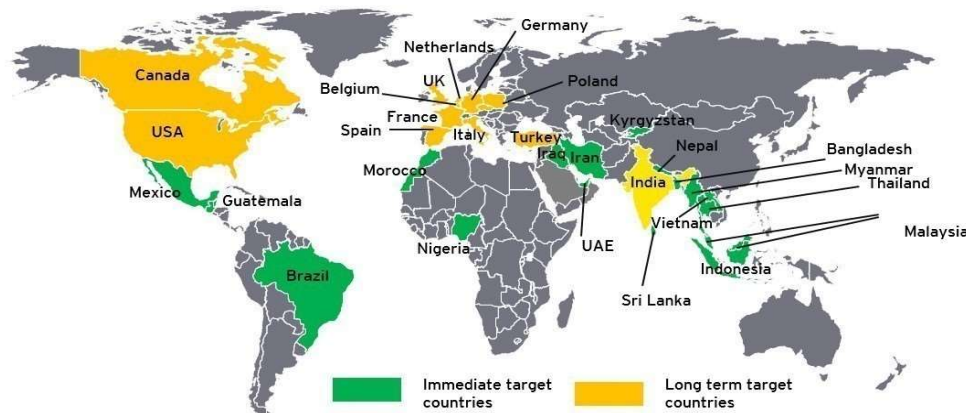 Germany
Netherlands
Canada
UK
Poland
Belgium
France
Kyrgyzstan
USA
Spain
Italy
Turkey
Nepal
Iraq
Iran
Bangladesh
Morocco
Myanmar
India
Thailand
Mexico
Guatemala
Vietnam
Malaysia
Nigeria
UAE
Indonesia
Brazil
Sri Lanka
Immediate target
countries
Long term target
countries